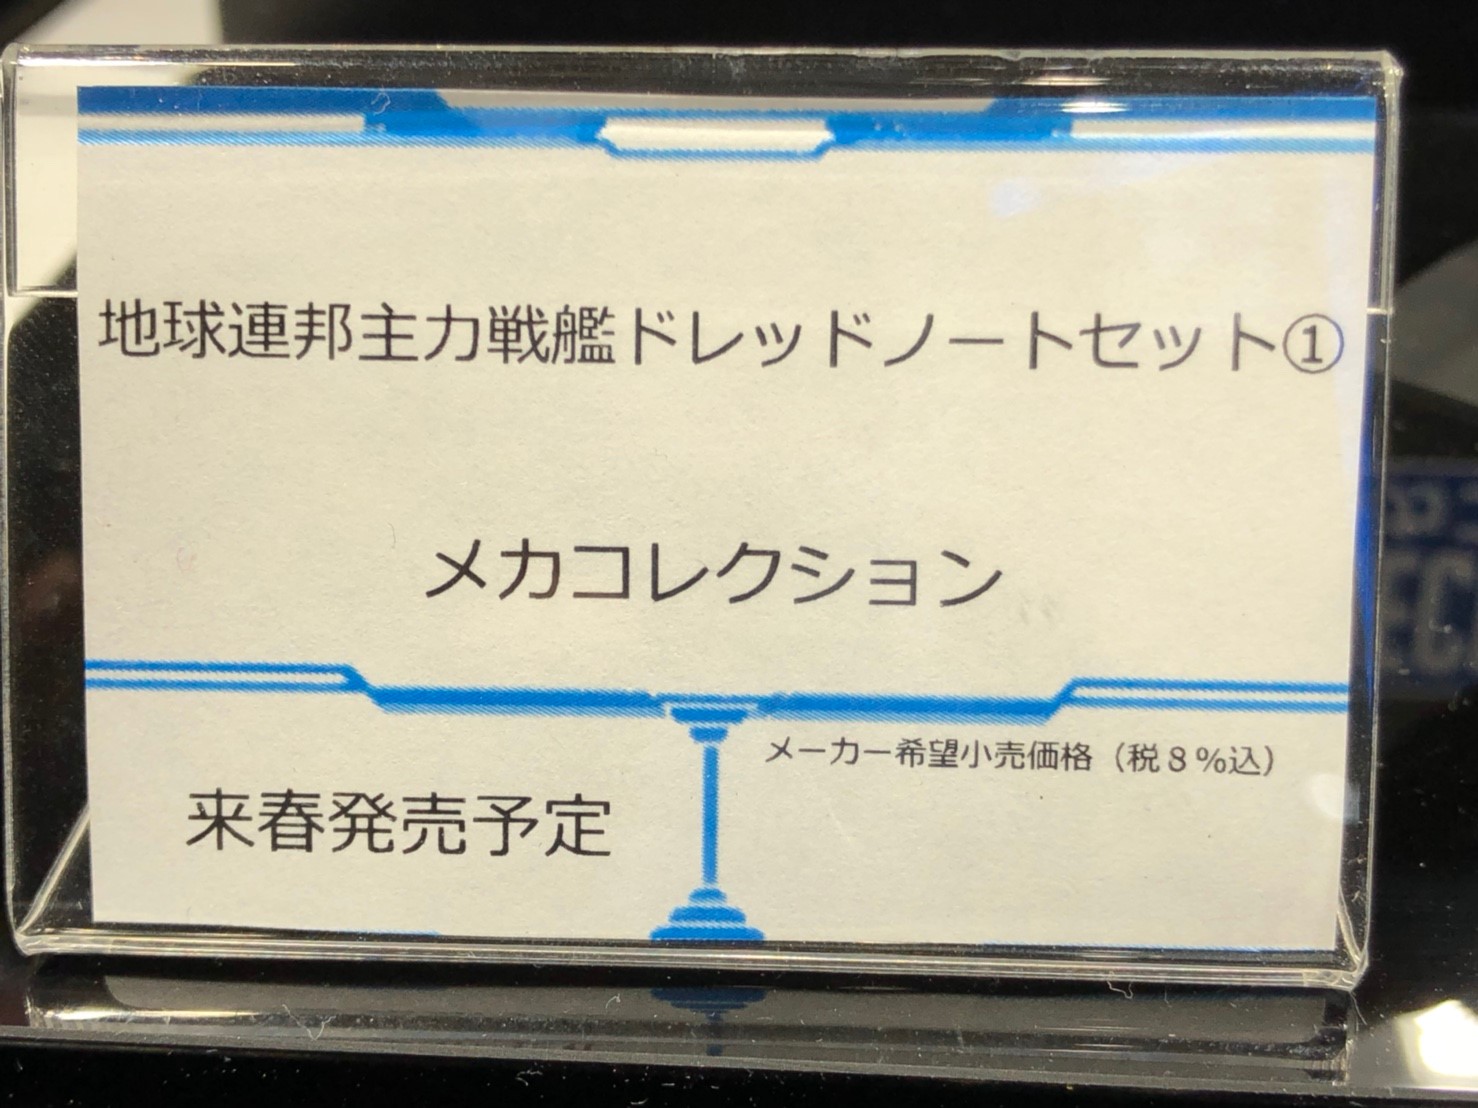 地球連邦主力戦艦ドレッドノートセット①
メカコレクション
メーカー希望小売価格（税８％込）
来春発売予定